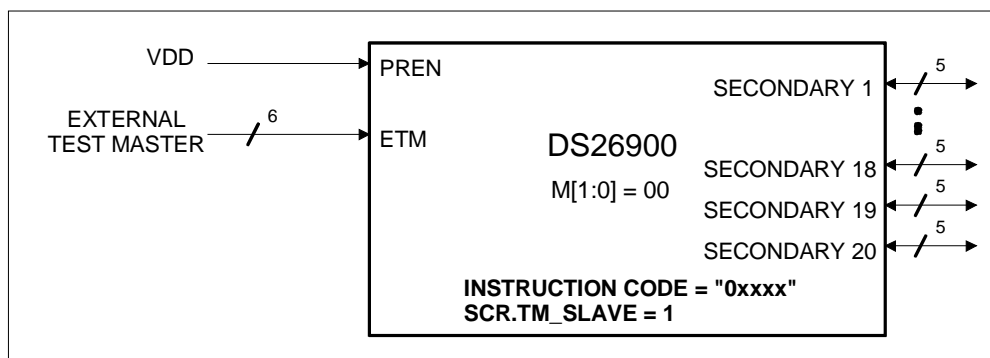 VDD
PREN
5
SECONDARY 1
EXTERNAL
TEST MASTER
6
ETM
DS26900
M[1:0] = 00
5
SECONDARY 18
5
SECONDARY 19
5
SECONDARY 20
INSTRUCTION CODE = "0xxxx"
SCR.TM_SLAVE = 1